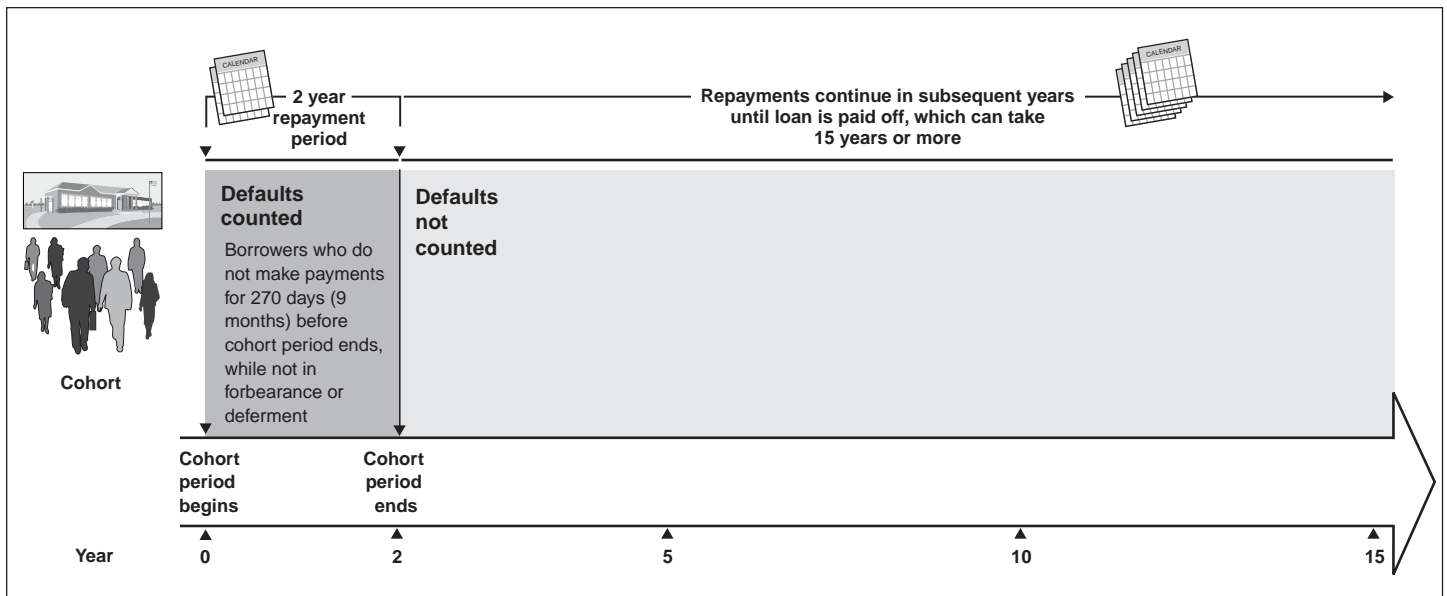 CALENDAR
2 year
repayment
period
Repayments continue in subsequent years
until loan is paid off, which can take
15 years or more
CALENDAR
Defaults
counted
Borrowers who do
not make payments
for 270 days (9
months) before
cohort period ends,
while not in
forbearance or
deferment
Defaults
not
counted
Cohort
Cohort
period
begins
Cohort
period
ends
Year
0
2
5
10
15